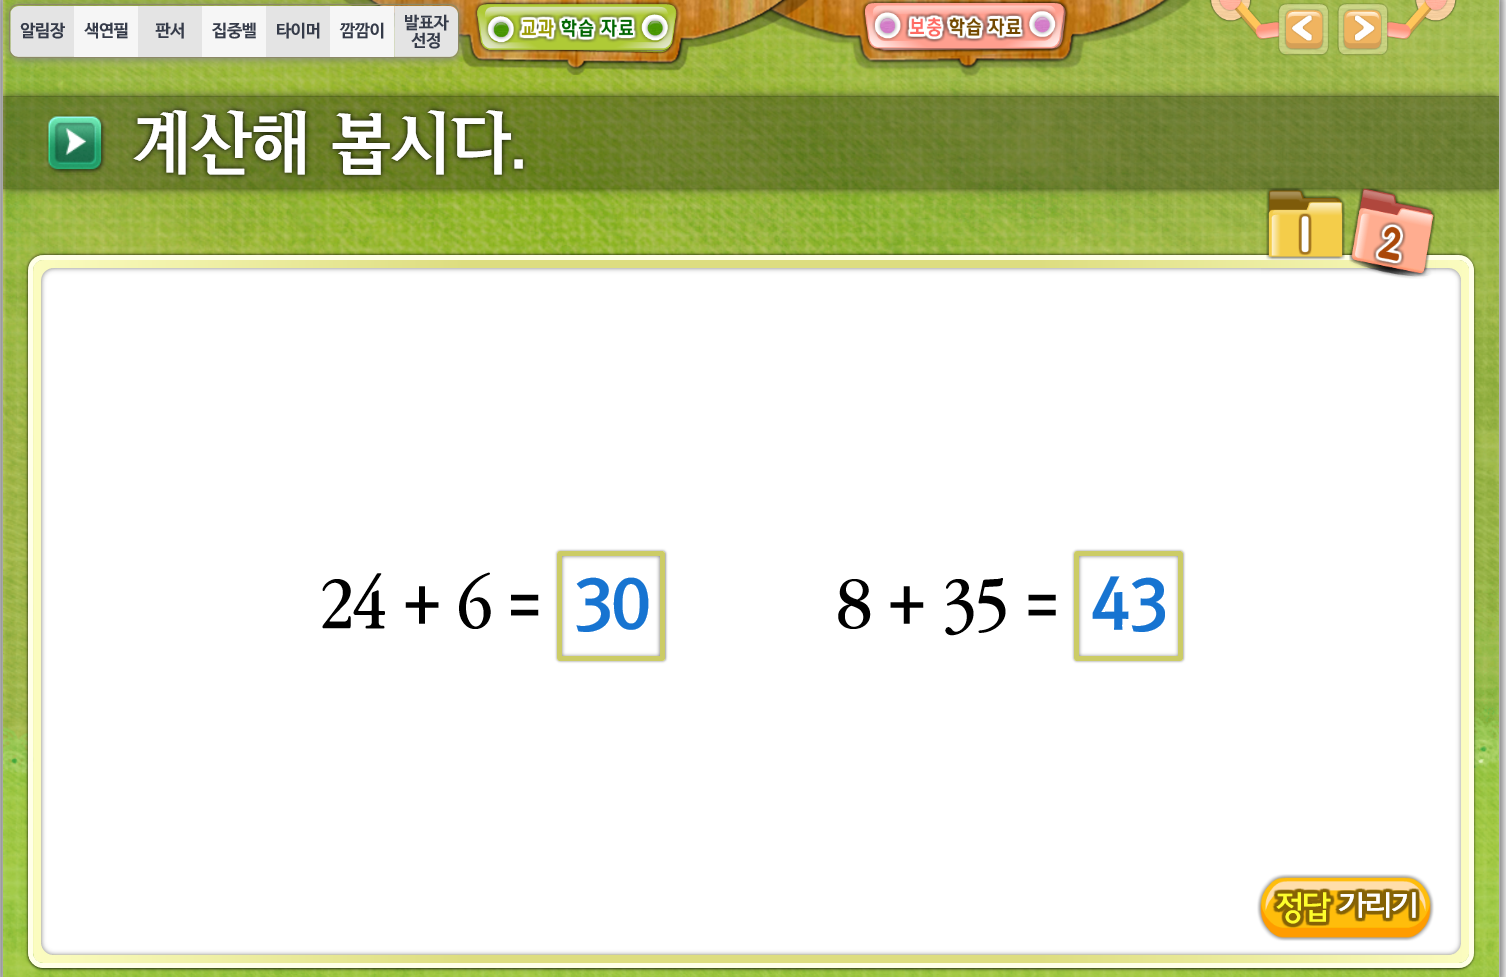 알림장 색연필 판서 집중벨 타이머 깜깜이 발표자 선정
교과 학습 자료 보충 학습 자료
계산해 봅시다.
1 2
24 + 6 = 30 8 + 35 = 43
정답 가리기